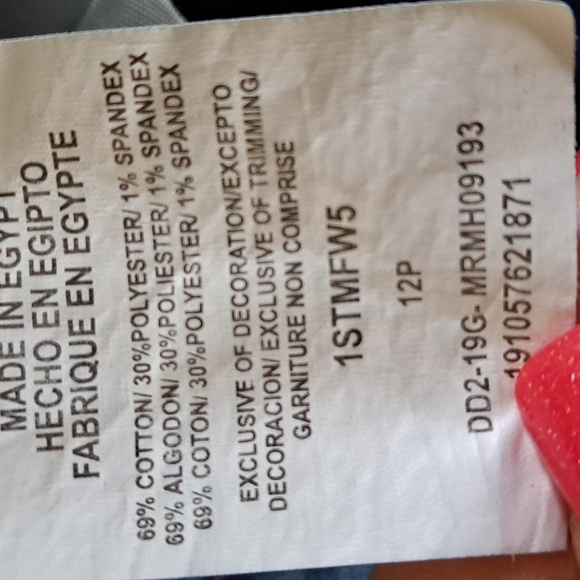 MADE IN EGYPT
HECHO EN EGIPTO
FABRIQUE EN EGYPTE
69% COTTON/ 30%POLYESTER/ 1% SPANDEX
69% ALGODON/ 30%POLIESTER/ 1% SPANDEX
69% COTON/ 30%POLYESTER/ 1% SPANDEX
EXCLUSIVE OF DECORATION/EXCEPTO
DECORACION/ EXCLUSIVE OF TRIMMING/
GARNITURE NON COMPRISE
1STMFW5
12P
DD2-19G- MRMH09193
191057621871